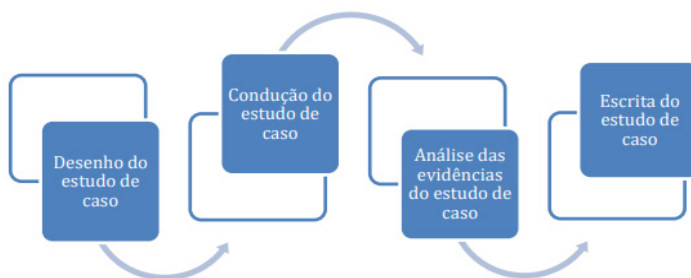 Desenho do
estudo de
caso
Condução do
estudo de
caso
Análise das
evidências
do estudo de
caso
Escrita do
estudo de
caso